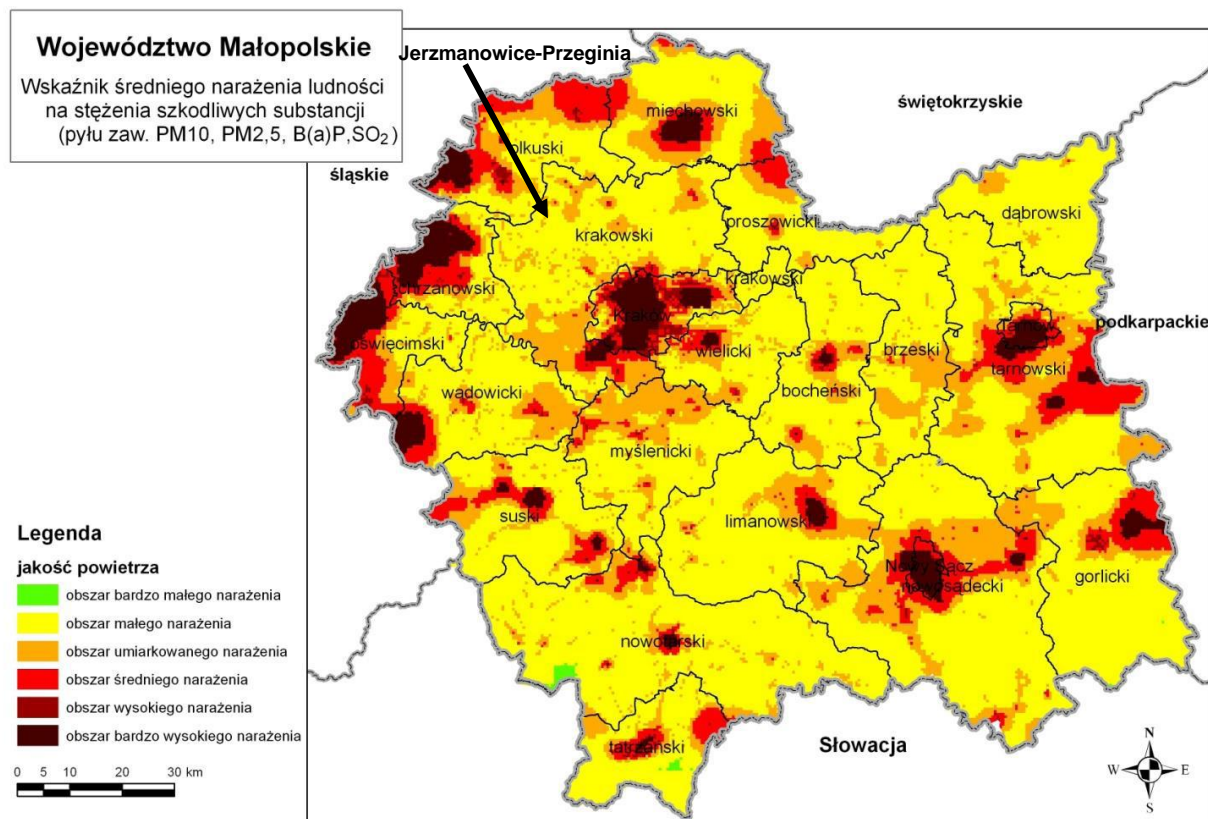 Województwo Małopolskie
Wskaźnik średniego narażenia ludności
na stężenia szkodliwych substancji
(pyłu zaw. PM10, PM2,5, B(a)P,SO₂)
Jerzmanowice-Przeginia
śląskie
świętokrzyskie
podkarpackie
Słowacja
miechowski
olkuski
dąbrowski
proszowicki
krakowski
krakowski
chrzanowski
Kraków
Tarnów
oświęcimski
wielicki
brzeski
tarnowski
wadowicki
bocheński
myślenicki
suski
limanowski
Nowy Sącz
nowosądecki
gorlicki
nowotarski
tatrzański
Legenda
jakość powietrza
obszar bardzo małego narażenia
obszar małego narażenia
obszar umiarkowanego narażenia
obszar średniego narażenia
obszar wysokiego narażenia
obszar bardzo wysokiego narażenia
0 5 10 20 30 km
N
W E
S